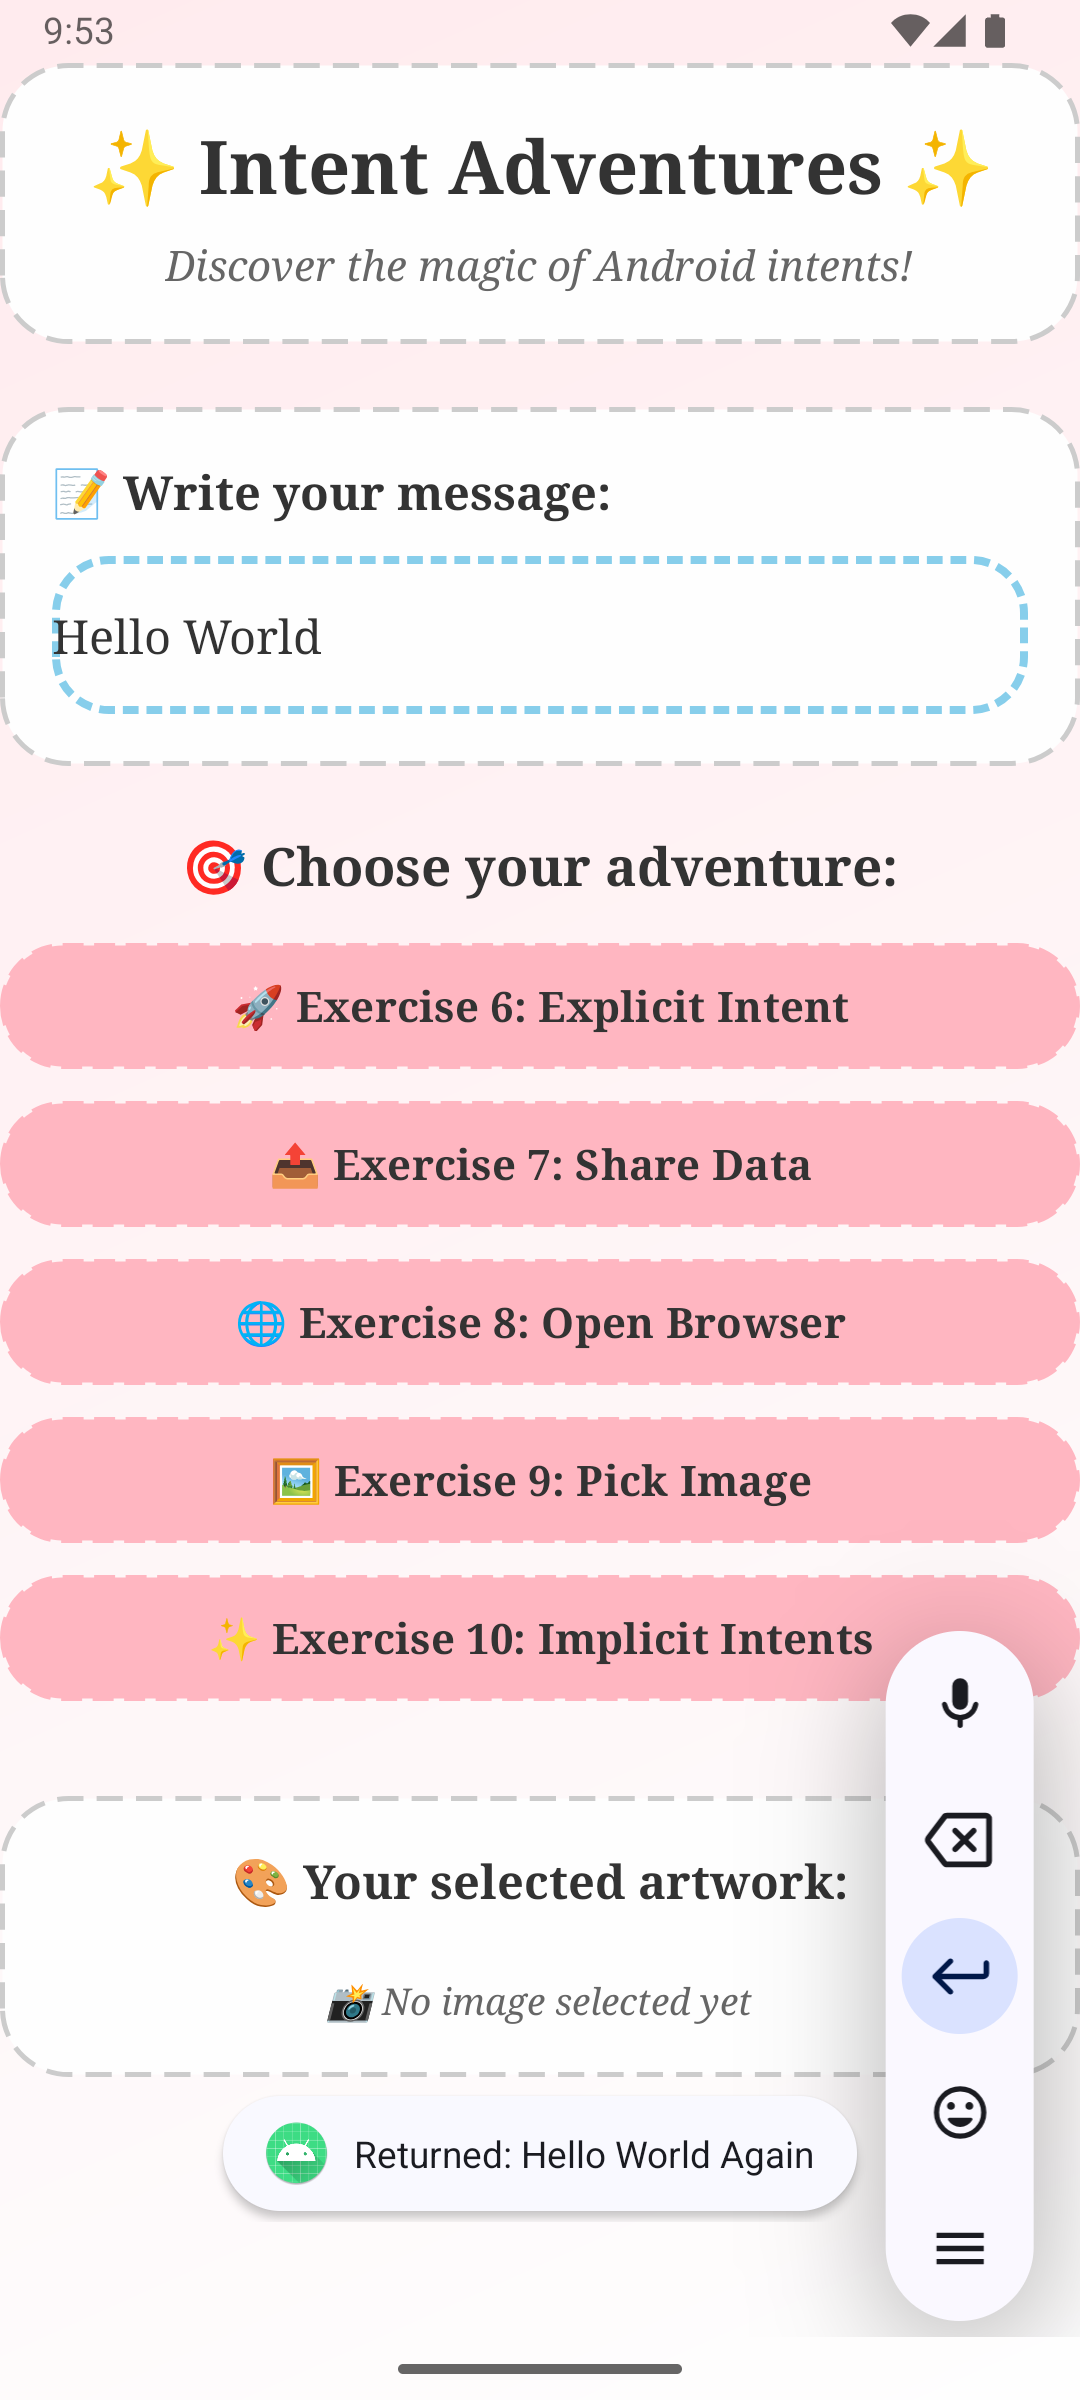 9:53
✨ Intent Adventures ✨
Discover the magic of Android intents!
📝 Write your message:
Hello World
🎯 Choose your adventure:
🚀 Exercise 6: Explicit Intent
📤 Exercise 7: Share Data
🌐 Exercise 8: Open Browser
🖼️ Exercise 9: Pick Image
✨ Exercise 10: Implicit Intents
🎨 Your selected artwork:
📸 No image selected yet
Returned: Hello World Again